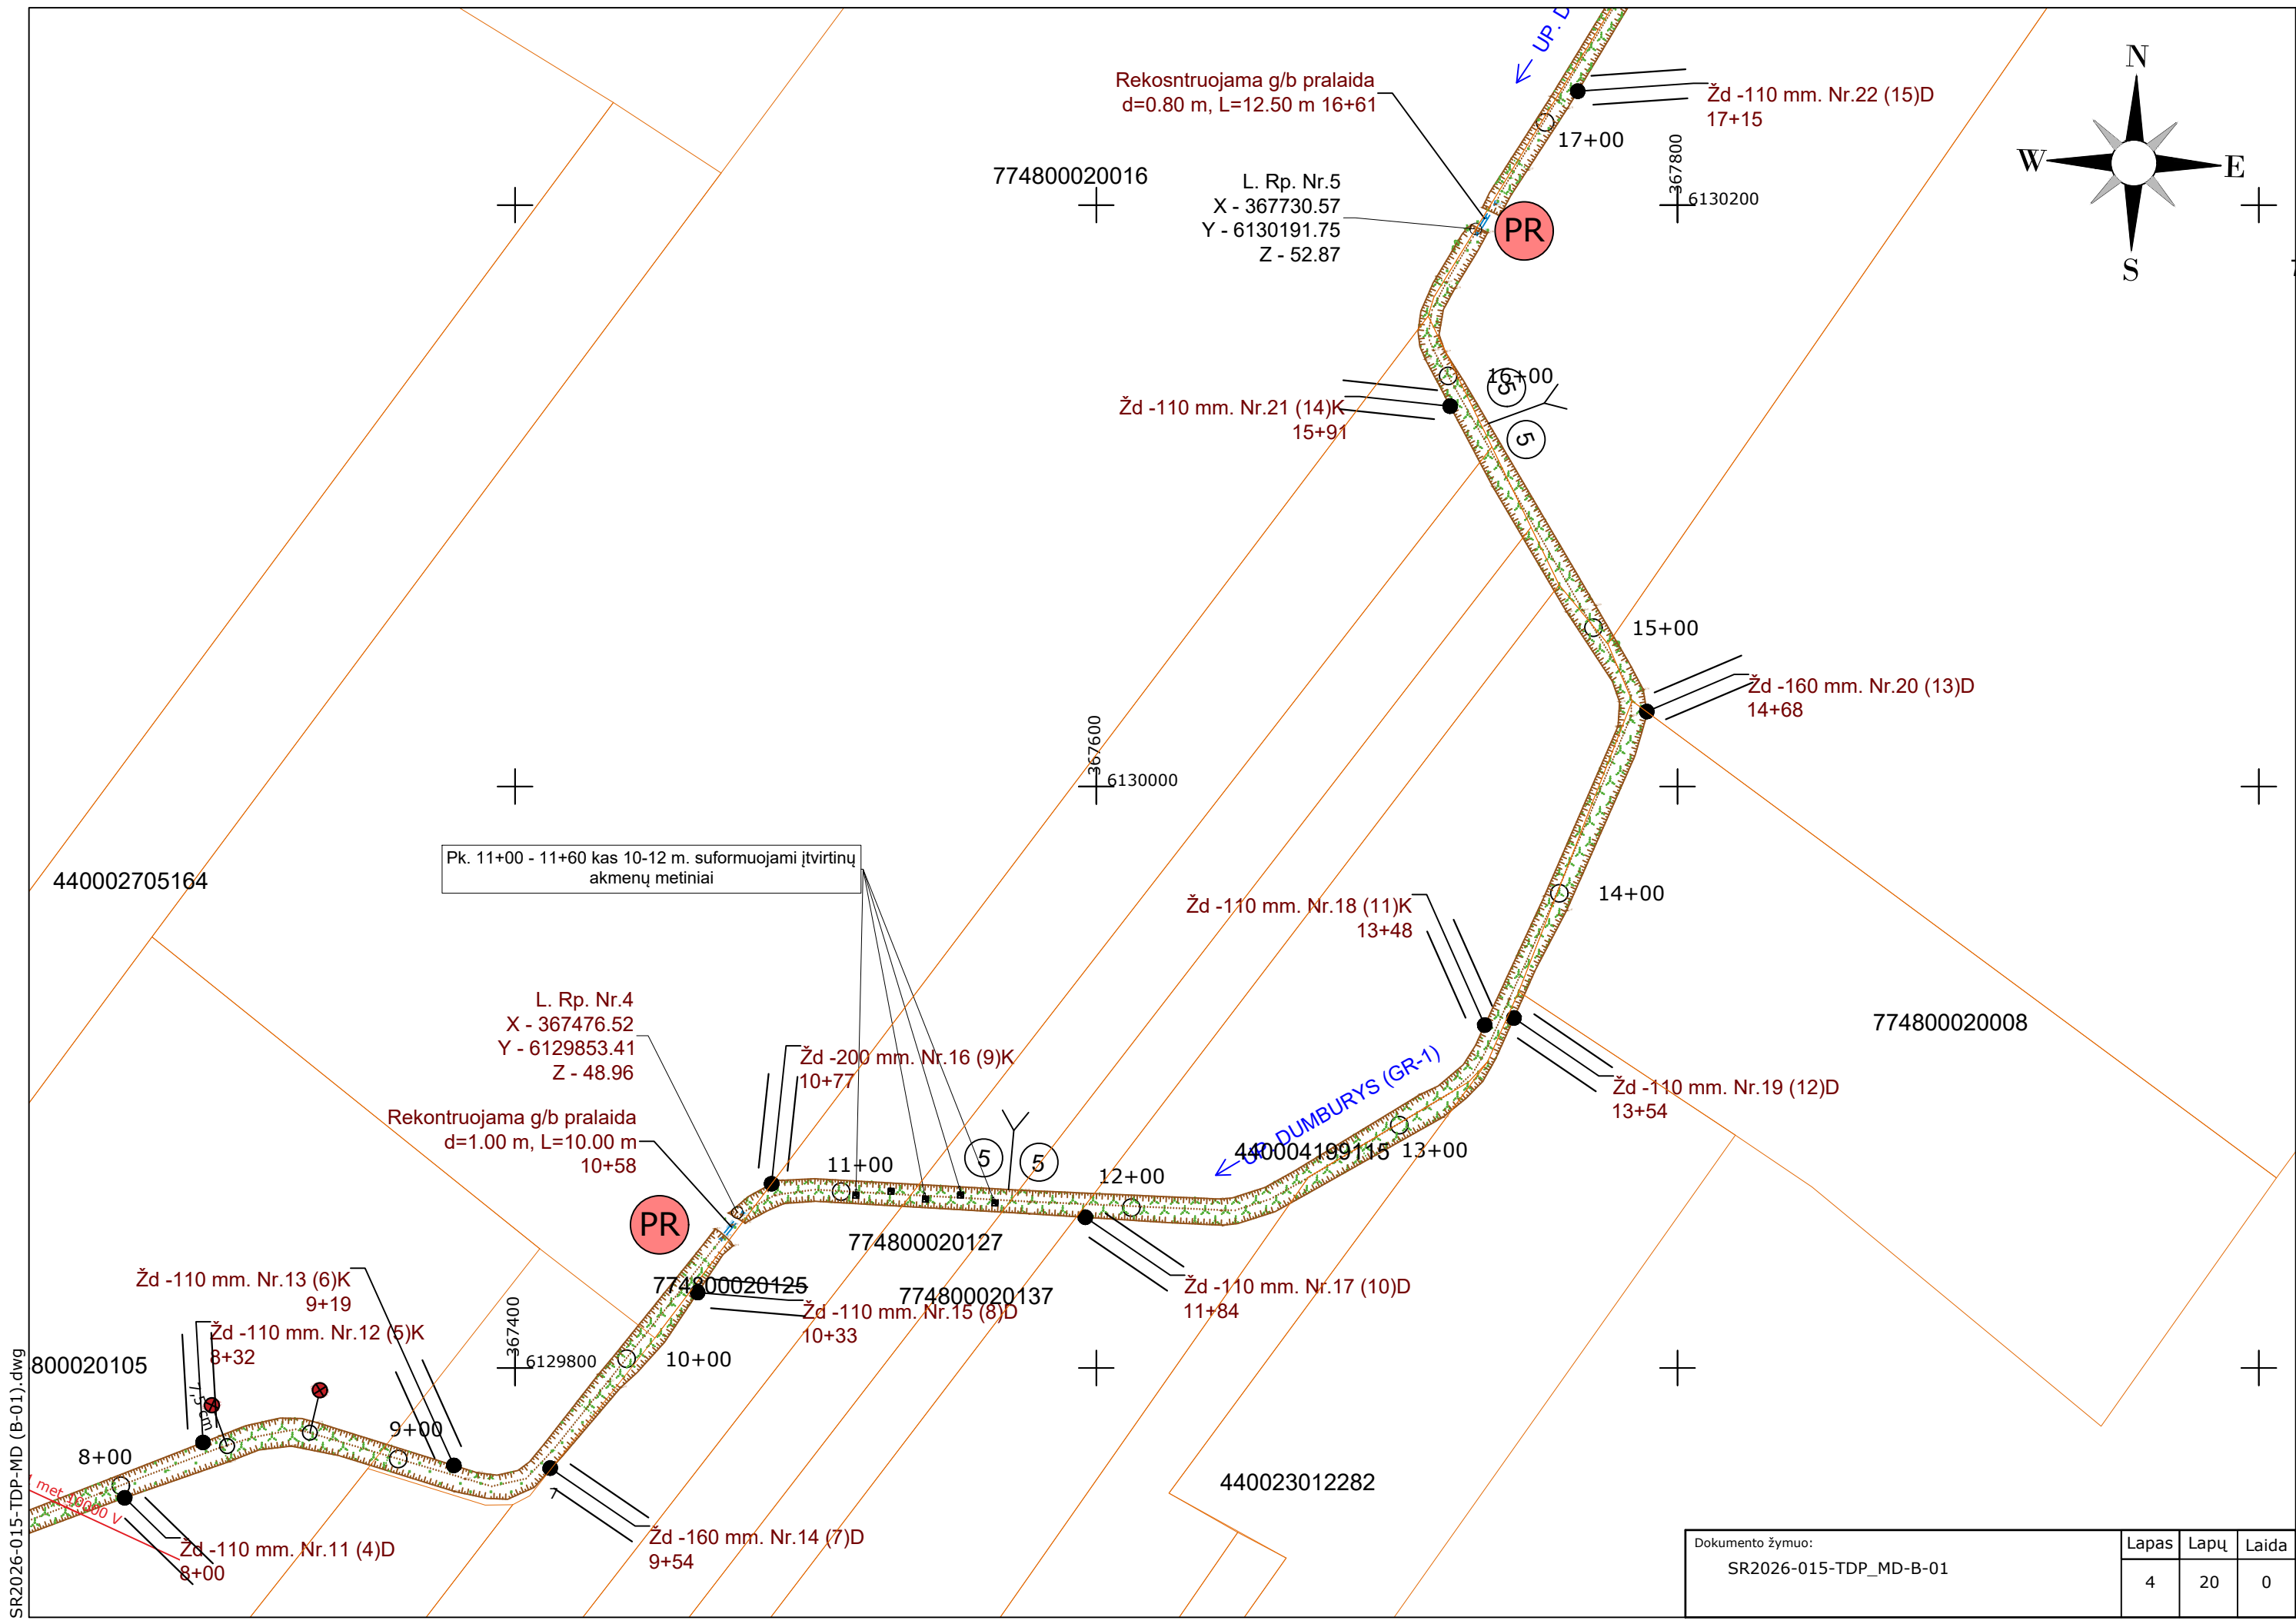 UP. D
N
W
E
S
Rekosntruojama g/b pralaida
d=0.80 m, L=12.50 m 16+61
Žd -110 mm. Nr.22 (15)D
17+15
17+00
367800
6130200
774800020016
L. Rp. Nr.5
X - 367730.57
Y - 6130191.75
Z - 52.87
PR
16+00
5
5
Žd -110 mm. Nr.21 (14)K
15+91
15+00
Žd -160 mm. Nr.20 (13)D
14+68
367600
6130000
Pk. 11+00 - 11+60 kas 10-12 m. suformuojami įtvirtinų
akmenų metiniai
440002705164
14+00
Žd -110 mm. Nr.18 (11)K
13+48
774800020008
L. Rp. Nr.4
X - 367476.52
Y - 6129853.41
Z - 48.96
Žd -200 mm. Nr.16 (9)K
10+77
UP. DUMBURYS (GR-1)
Žd -110 mm. Nr.19 (12)D
13+54
Rekontruojama g/b pralaida
d=1.00 m, L=10.00 m
10+58
11+00
5
5
12+00
440004199115
13+00
PR
774800020127
774800020125
774800020137
Žd -110 mm. Nr.17 (10)D
11+84
Žd -110 mm. Nr.15 (8)D
10+33
Žd -110 mm. Nr.13 (6)K
9+19
Žd -110 mm. Nr.12 (5)K
8+32
367400
6129800
10+00
800020105
7,5 cm
9+00
8+00
met 10000 V
Žd -110 mm. Nr.11 (4)D
8+00
7
Žd -160 mm. Nr.14 (7)D
9+54
440023012282
SR2026-015-TDP-MD (B-01).dwg
Dokumento žymuo:
SR2026-015-TDP_MD-B-01
Lapas Lapų Laida
4 20 0